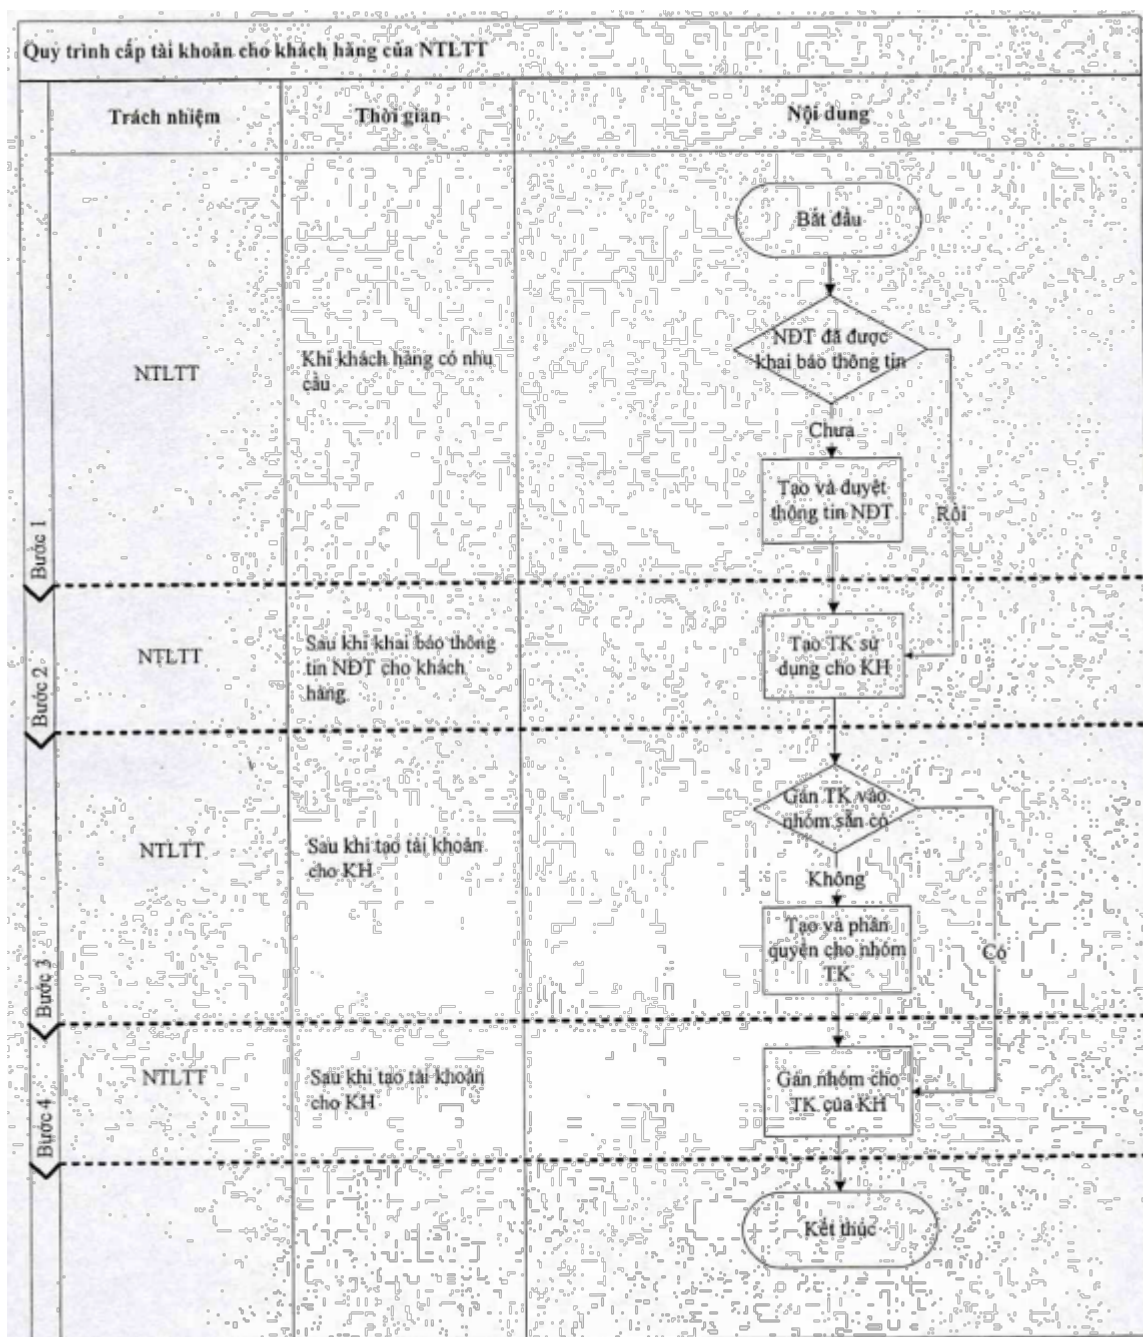 Quy trình cấp tài khoản cho khách hàng của NTLTT
Trách nhiệm
Thời gian
Nội dung
Bắt đầu
NTLTT
Khi khách hàng có nhu
cầu
NĐT đã được
khai báo thông tin
Chưa
Tạo và duyệt
thông tin NĐT
Rồi
Bước 1
NTLTT
Sau khi khai báo thông
tin NĐT cho khách
hàng
Tạo TK sử
dụng cho KH
Bước 2
NTLTT
Sau khi tạo tài khoản
cho KH
Gán TK vào
nhóm sẵn có
Không
Tạo và phân
quyền cho nhóm
TK
Có
Bước 3
NTLTT
Sau khi tạo tài khoản
cho KH
Gán nhóm cho
TK của KH
Bước 4
Kết thúc